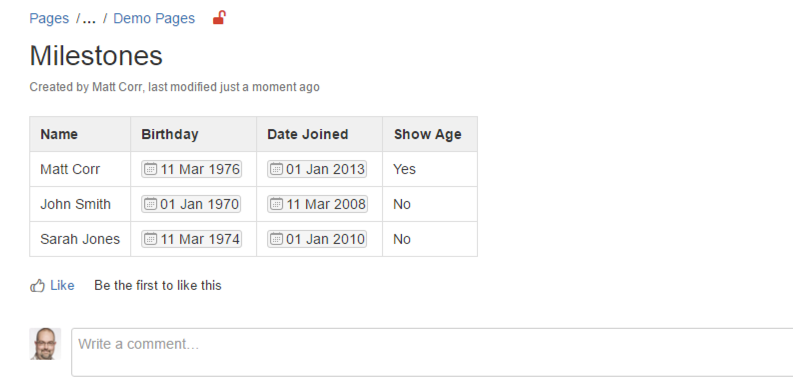 Pages / ... / Demo Pages
Milestones
Created by Matt Corr, last modified just a moment ago
Name Birthday Date Joined Show Age
Matt Corr 11 Mar 1976 01 Jan 2013 Yes
John Smith 01 Jan 1970 11 Mar 2008 No
Sarah Jones 11 Mar 1974 01 Jan 2010 No
Like Be the first to like this
Write a comment...